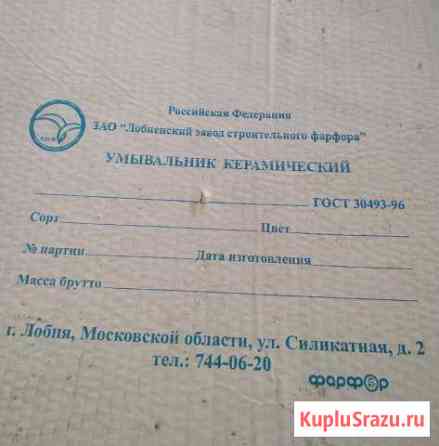 Российская Федерация
ЗАО "Лобненский завод строительного фарфора"
УМЫВАЛЬНИК КЕРАМИЧЕСКИЙ
ГОСТ 30493-96
Сорт Цвет
№ партии Дата изготовления
Масса брутто
г. Лобня, Московской области, ул. Силикатная, д. 2
тел.: 744-06-20
фарфор
KupluSrazu.ru